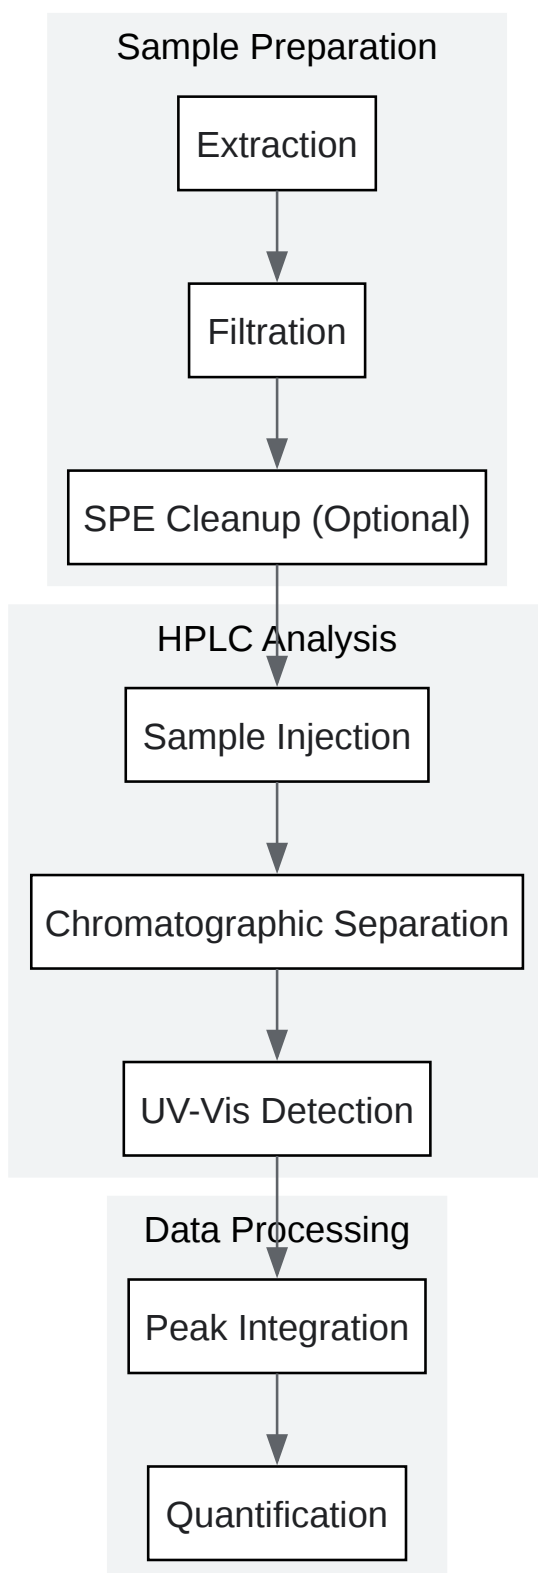 Sample Preparation
Extraction
Filtration
SPE Cleanup (Optional)
HPLC Analysis
Sample Injection
Chromatographic Separation
UV-Vis Detection
Data Processing
Peak Integration
Quantification